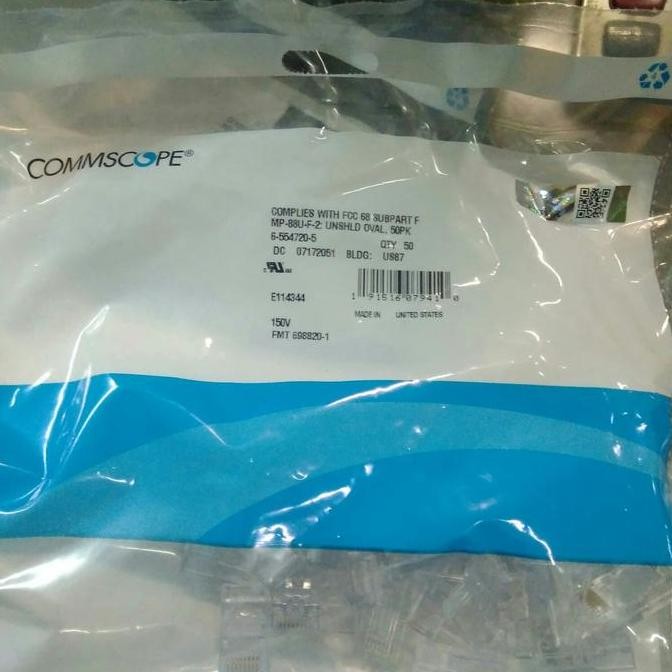 COMMSCOPE®
COMPLIES WITH FCC 68 SUBPART F
MP-88U-F-2: UNSHLD OVAL, 50PK
6-554720-5 QTY 50
DC 07172051 BLDG: US87
E114344
1 91516 07941 0
MADE IN UNITED STATES
150V
FMT 698820-1